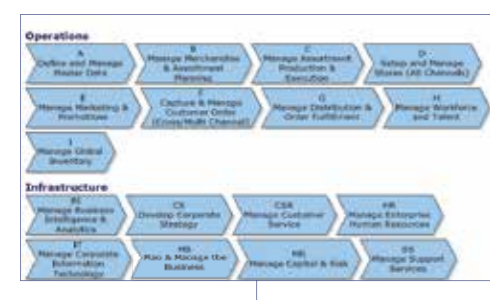 Operations
A
Define and Manage
Master Data
B
Manage Merchandise
& Assortment
Planning
C
Manage Assortment
Production &
Execution
D
Setup and Manage
Stores (All Channels)
E
Manage Marketing &
Promotions
F
Capture & Manage
Customer Order
(Cross/Multi Channel)
G
Manage Distribution &
Order Fulfillment
H
Manage Workforce
and Talent
I
Manage Global
Inventory
Infrastructure
BI
Manage Business
Intelligence &
Analytics
CS
Develop Corporate
Strategy
CSR
Manage Customer
Service
HR
Manage Enterprise
Human Resources
IT
Manage Corporate
Information
Technology
MB
Plan & Manage the
Business
Manage Capital & Risk
SS
Manage Support
Services